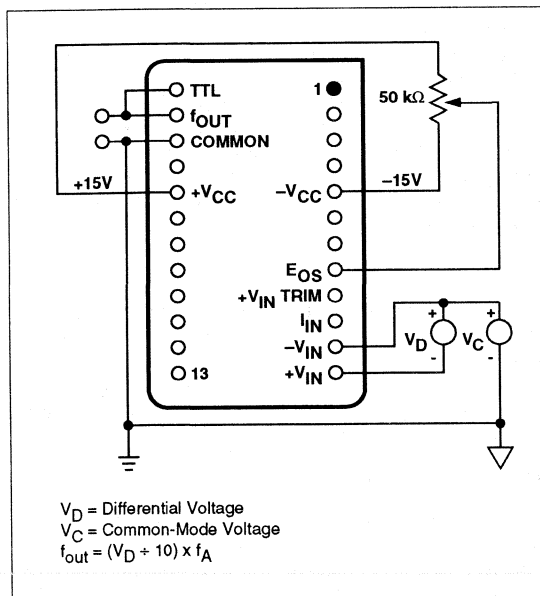 TTL
1
50 kΩ
fOUT
COMMON
+15V
+VCC
–VCC
–15V
EOS
+VIN TRIM
IIN
–VIN
+
+
VD
VC
-
-
13
+VIN
VD = Differential Voltage
VC = Common-Mode Voltage
fout = (VD ÷ 10) x fA